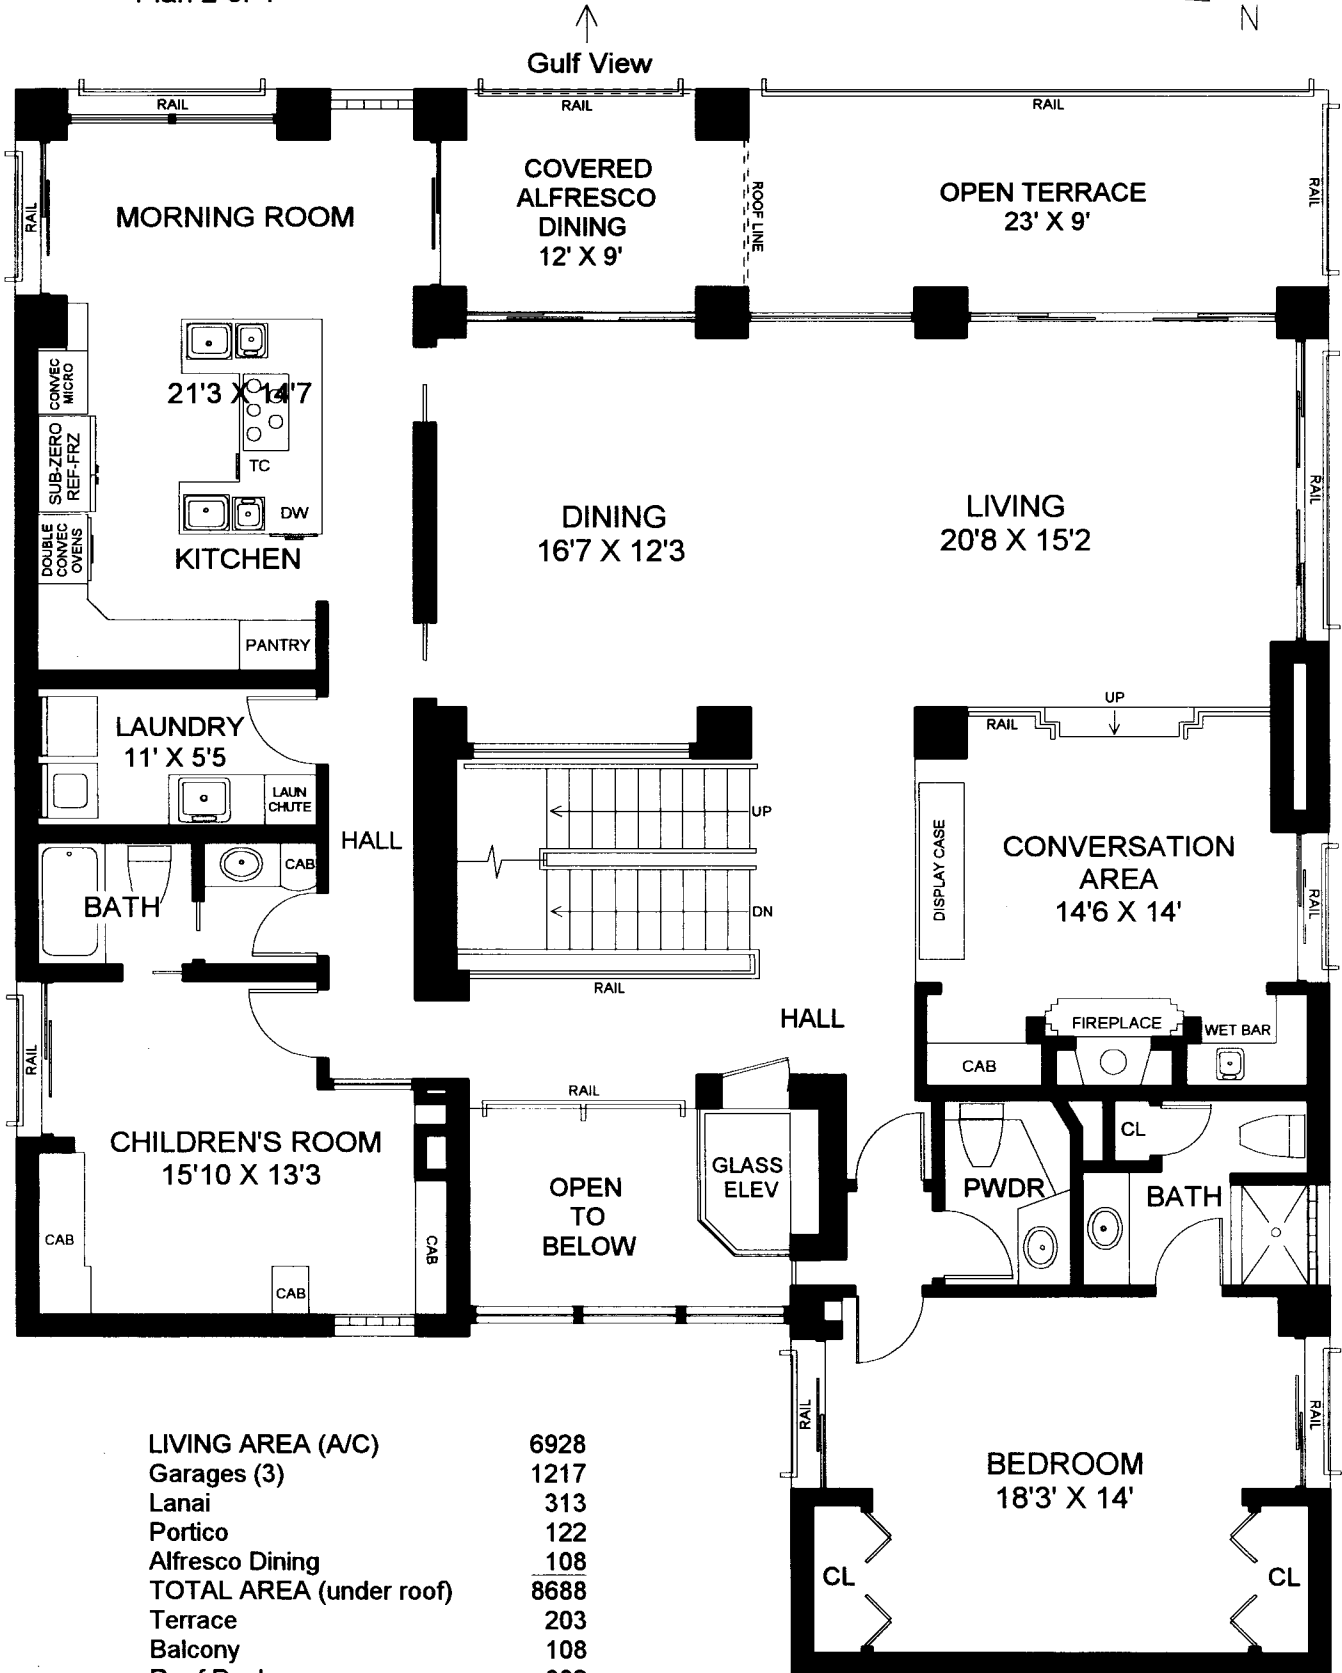 N
Gulf View
RAIL
RAIL
RAIL
MORNING ROOM
COVERED
ALFRESCO
DINING
12' X 9'
ROOF LINE
OPEN TERRACE
23' X 9'
RAIL
RAIL
CONVEC
MICRO
21'3 X 14'7
SUB-ZERO
REF-FRZ
TC
DW
DOUBLE
CONVEC
OVENS
KITCHEN
PANTRY
DINING
16'7 X 12'3
LIVING
20'8 X 15'2
RAIL
LAUNDRY
11' X 5'5
LAUN
CHUTE
UP
RAIL
HALL
UP
DN
RAIL
DISPLAY CASE
CONVERSATION
AREA
14'6 X 14'
RAIL
BATH
CAB
HALL
FIREPLACE
WET BAR
CAB
RAIL
RAIL
CHILDREN'S ROOM
15'10 X 13'3
CAB
CAB
CAB
OPEN
TO
BELOW
GLASS
ELEV
PWDR
CL
BATH
RAIL
RAIL
BEDROOM
18'3' X 14'
CL
CL
LIVING AREA (A/C) 6928
Garages (3) 1217
Lanai 313
Portico 122
Alfresco Dining 108
TOTAL AREA (under roof) 8688
Terrace 203
Balcony 108